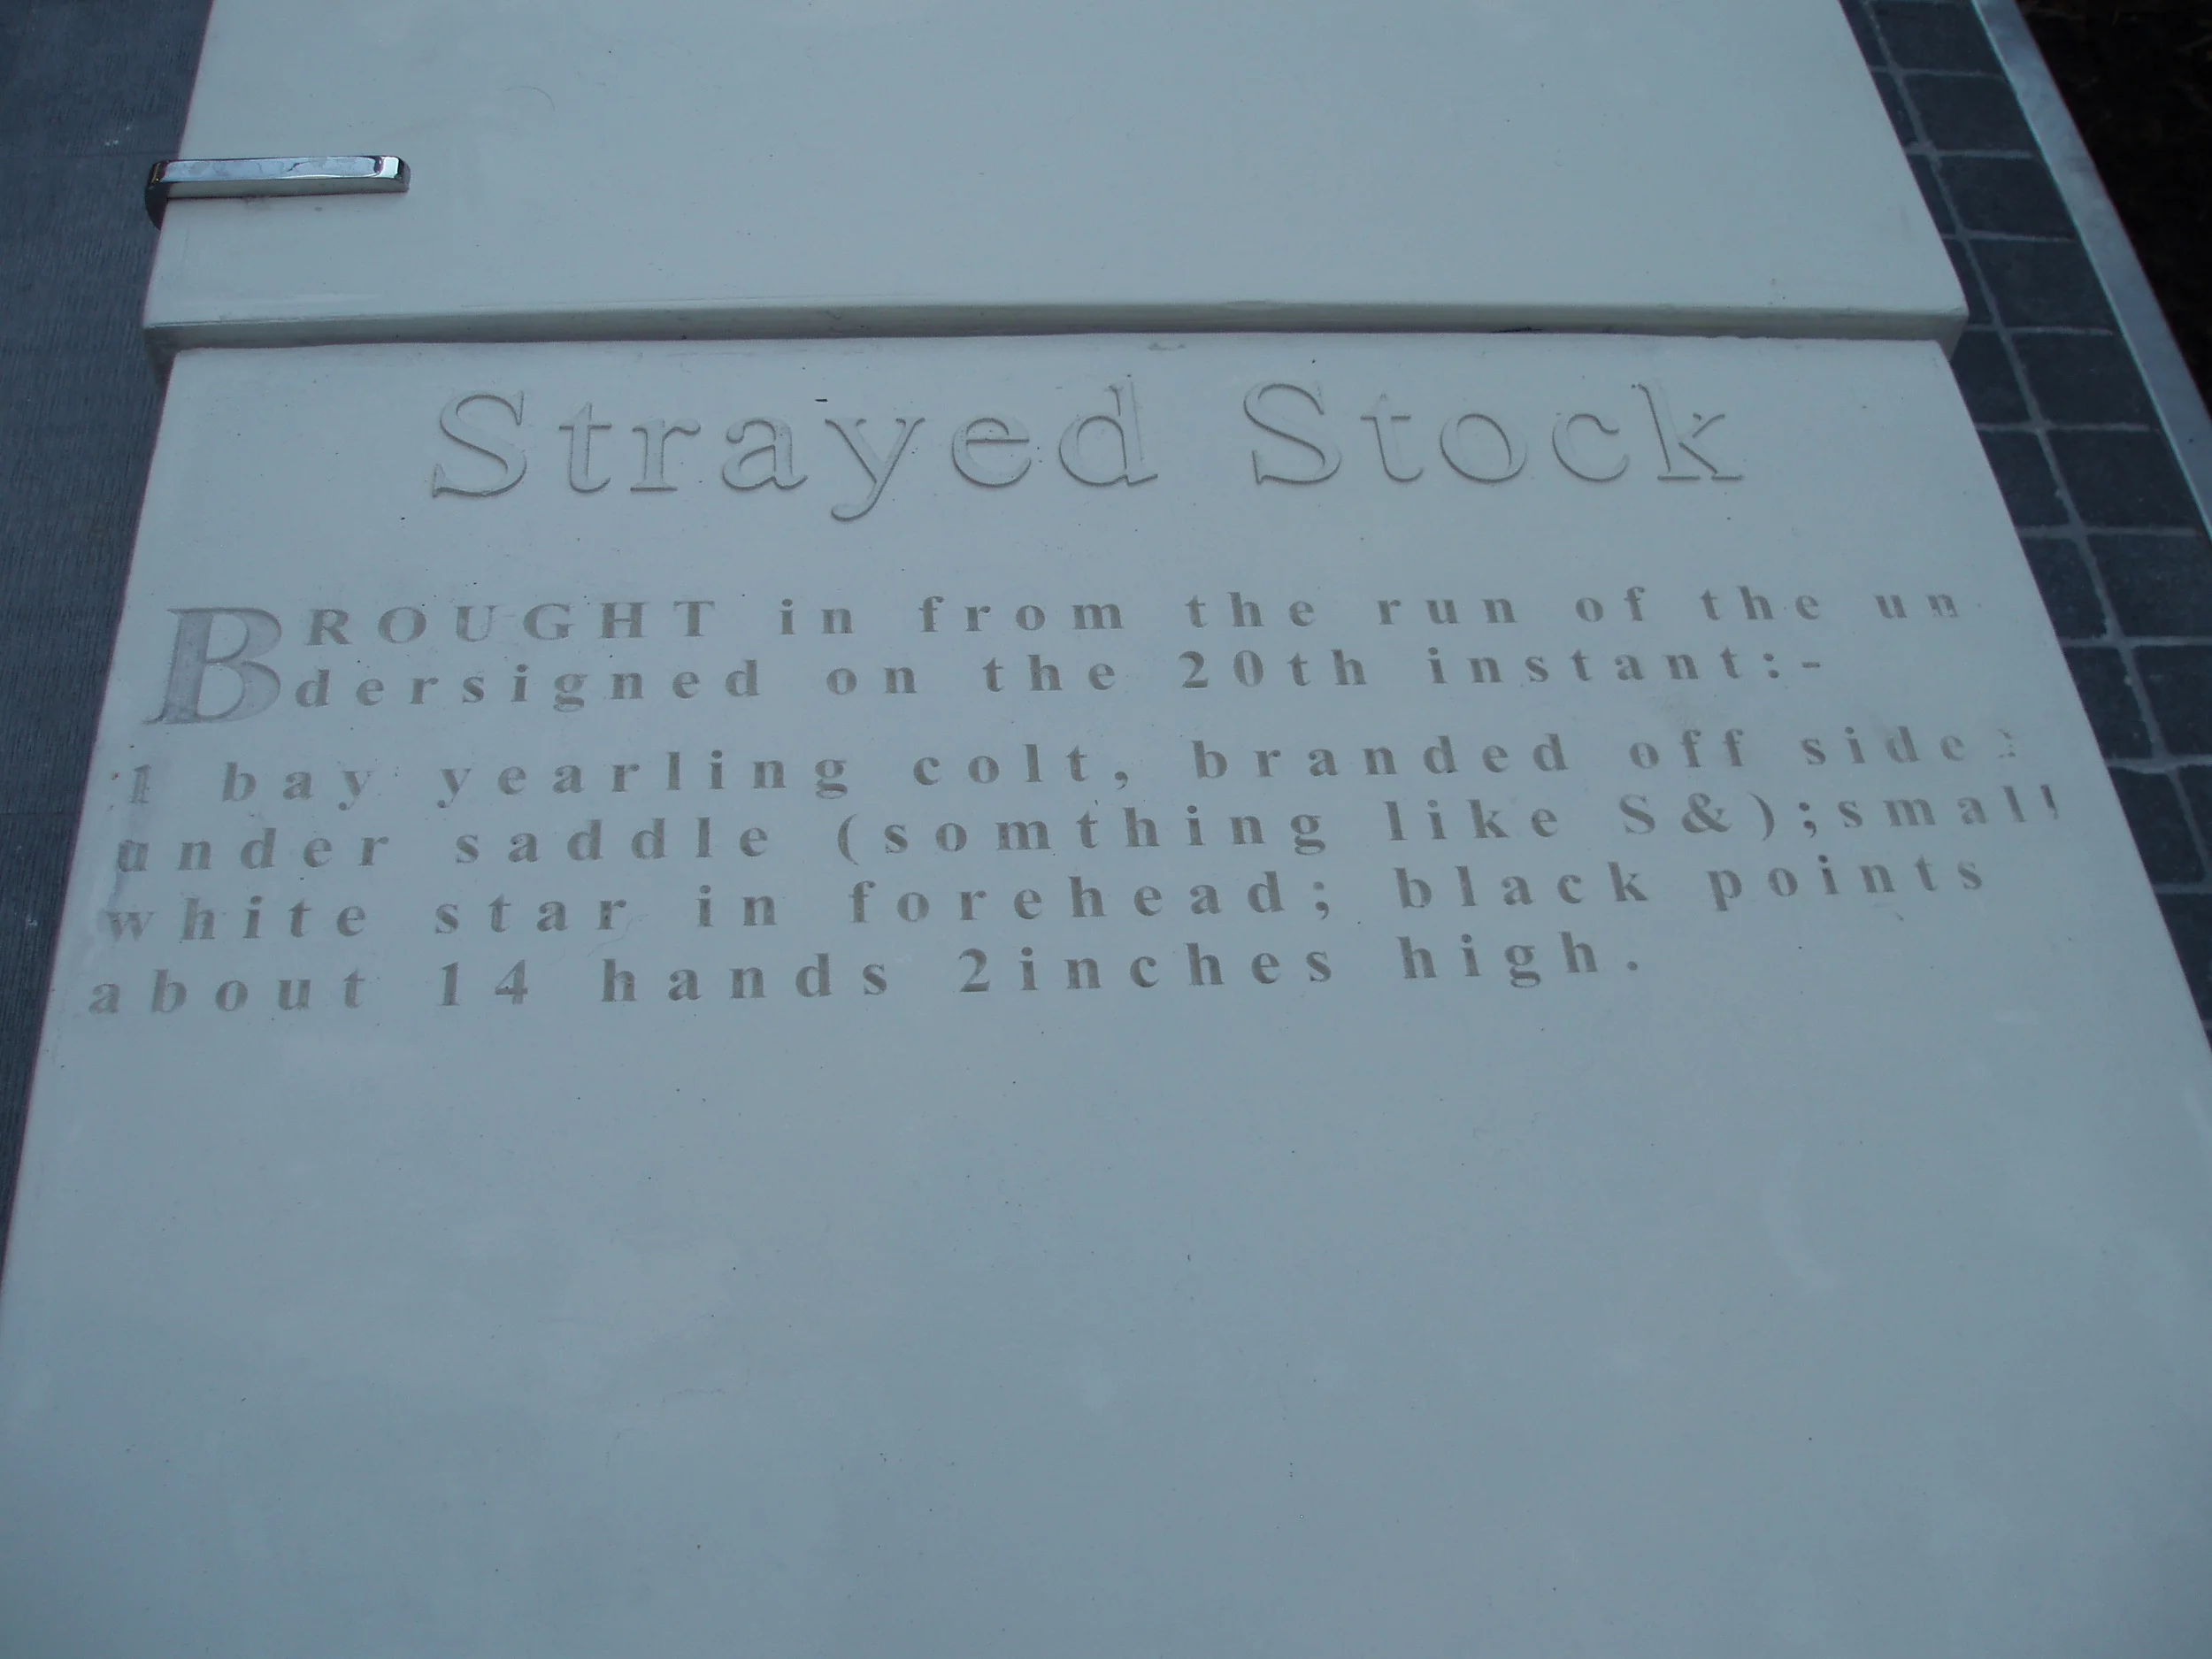 Strayed Stock
BROUGHT in from the run of the un
dersigned on the 20th instant:-
1 bay yearling colt, branded off side
under saddle (somthing like S&);small
white star in forehead; black points
about 14 hands 2inches high.